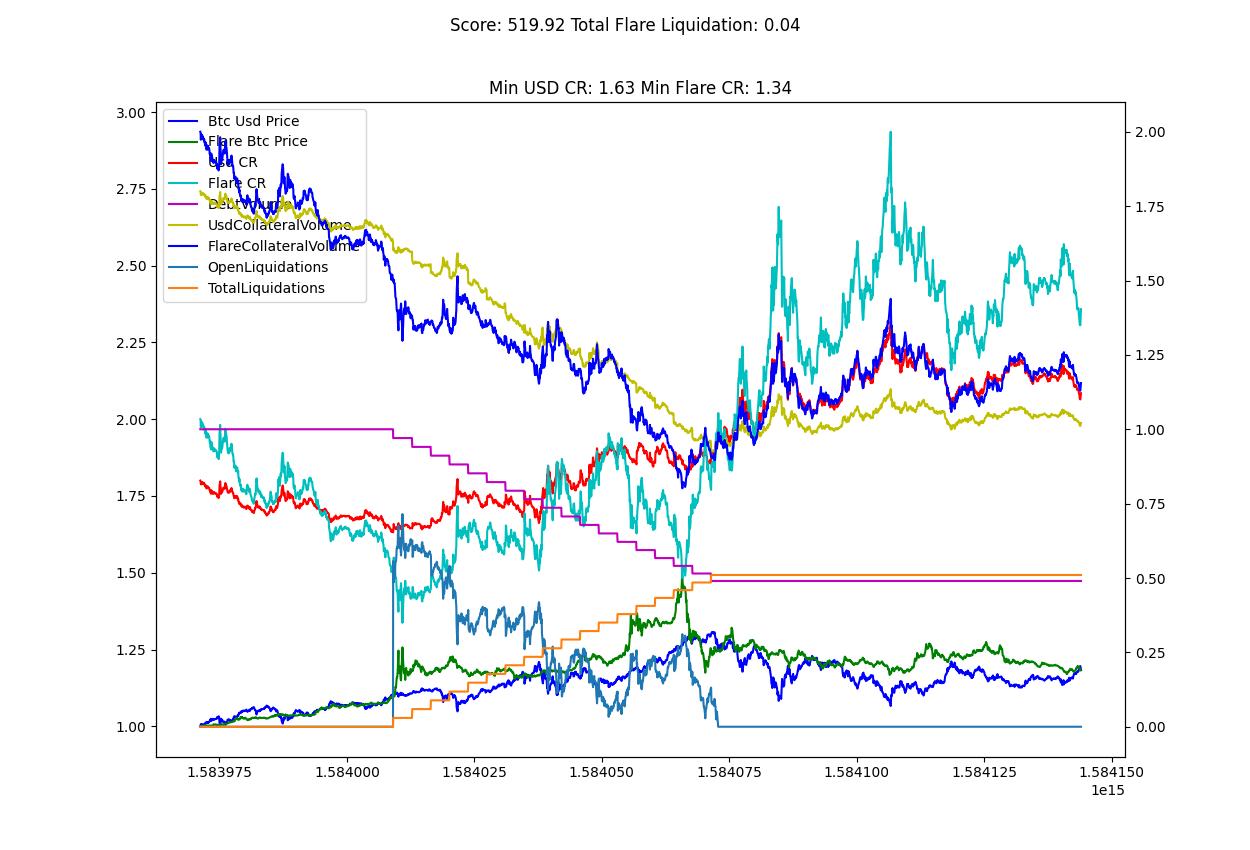 Score: 519.92 Total Flare Liquidation: 0.04
Min USD CR: 1.63 Min Flare CR: 1.34
Btc Usd Price
Flare Btc Price
Usd CR
Flare CR
DebtVolume
UsdCollateralVolume
FlareCollateralVolume
OpenLiquidations
TotalLiquidations
3.00
2.75
2.50
2.25
2.00
1.75
1.50
1.25
1.00
2.00
1.75
1.50
1.25
1.00
0.75
0.50
0.25
0.00
1.583975 1.584000 1.584025 1.584050 1.584075 1.584100 1.584125 1.584150
1e15